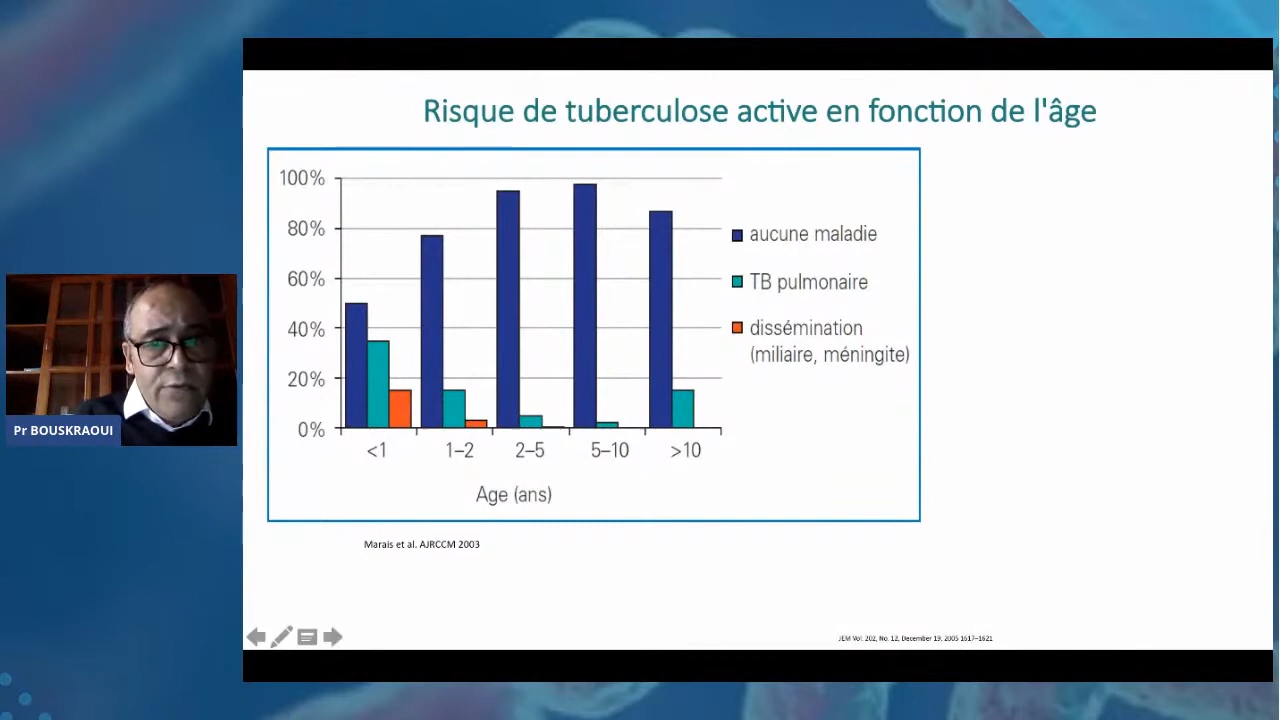 Risque de tuberculose active en fonction de l'âge
100%
80%
60%
40%
20%
0%
<1
1–2
2–5
5–10
>10
Age (ans)
aucune maladie
TB pulmonaire
dissémination
(miliaire, méningite)
Marais et al. AJRCCM 2003
Pr BOUSKRAOUI
JEM Vol. 202, No. 12, December 19, 2005 1617–1621